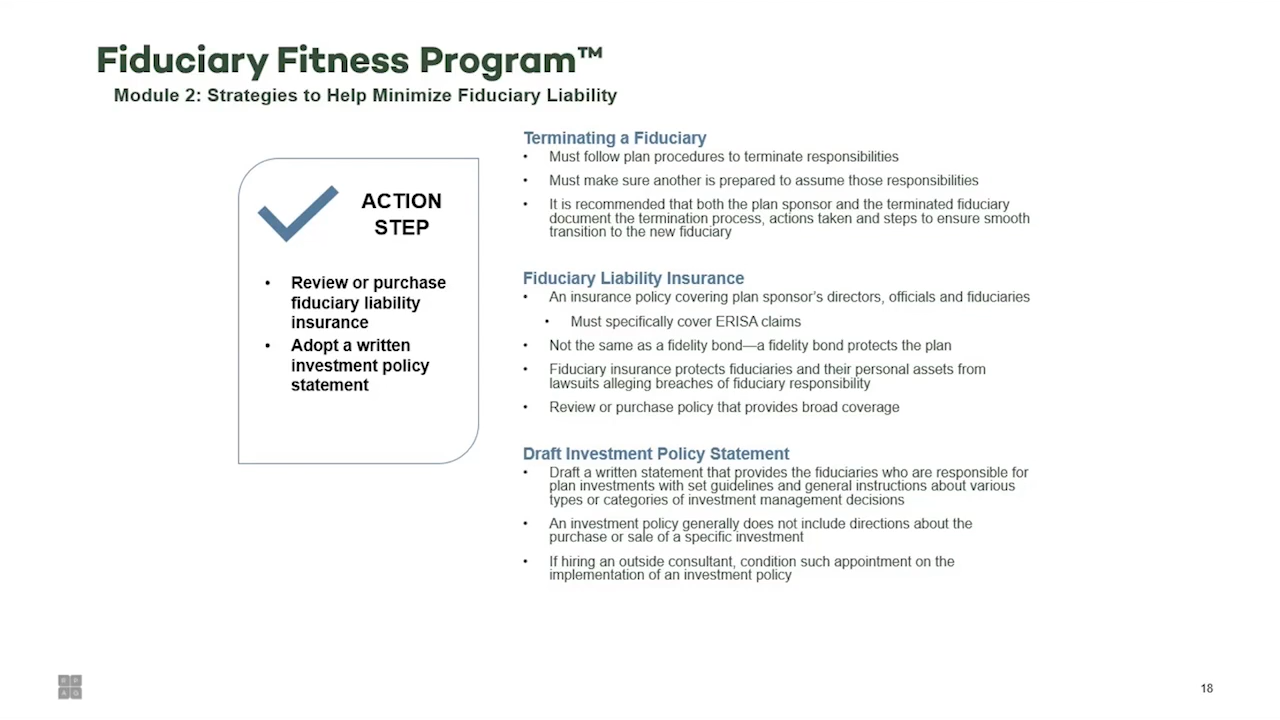 Fiduciary Fitness Program™
Module 2: Strategies to Help Minimize Fiduciary Liability
ACTION
STEP
• Review or purchase
fiduciary liability
insurance
• Adopt a written
investment policy
statement
Terminating a Fiduciary
• Must follow plan procedures to terminate responsibilities
• Must make sure another is prepared to assume those responsibilities
• It is recommended that both the plan sponsor and the terminated fiduciary
document the termination process, actions taken and steps to ensure smooth
transition to the new fiduciary
Fiduciary Liability Insurance
• An insurance policy covering plan sponsor's directors, officials and fiduciaries
• Must specifically cover ERISA claims
• Not the same as a fidelity bond—a fidelity bond protects the plan
• Fiduciary insurance protects fiduciaries and their personal assets from
lawsuits alleging breaches of fiduciary responsibility
• Review or purchase policy that provides broad coverage
Draft Investment Policy Statement
• Draft a written statement that provides the fiduciaries who are responsible for
plan investments with set guidelines and general instructions about various
types or categories of investment management decisions
• An investment policy generally does not include directions about the
purchase or sale of a specific investment
• If hiring an outside consultant, condition such appointment on the
implementation of an investment policy
R P
A G
18